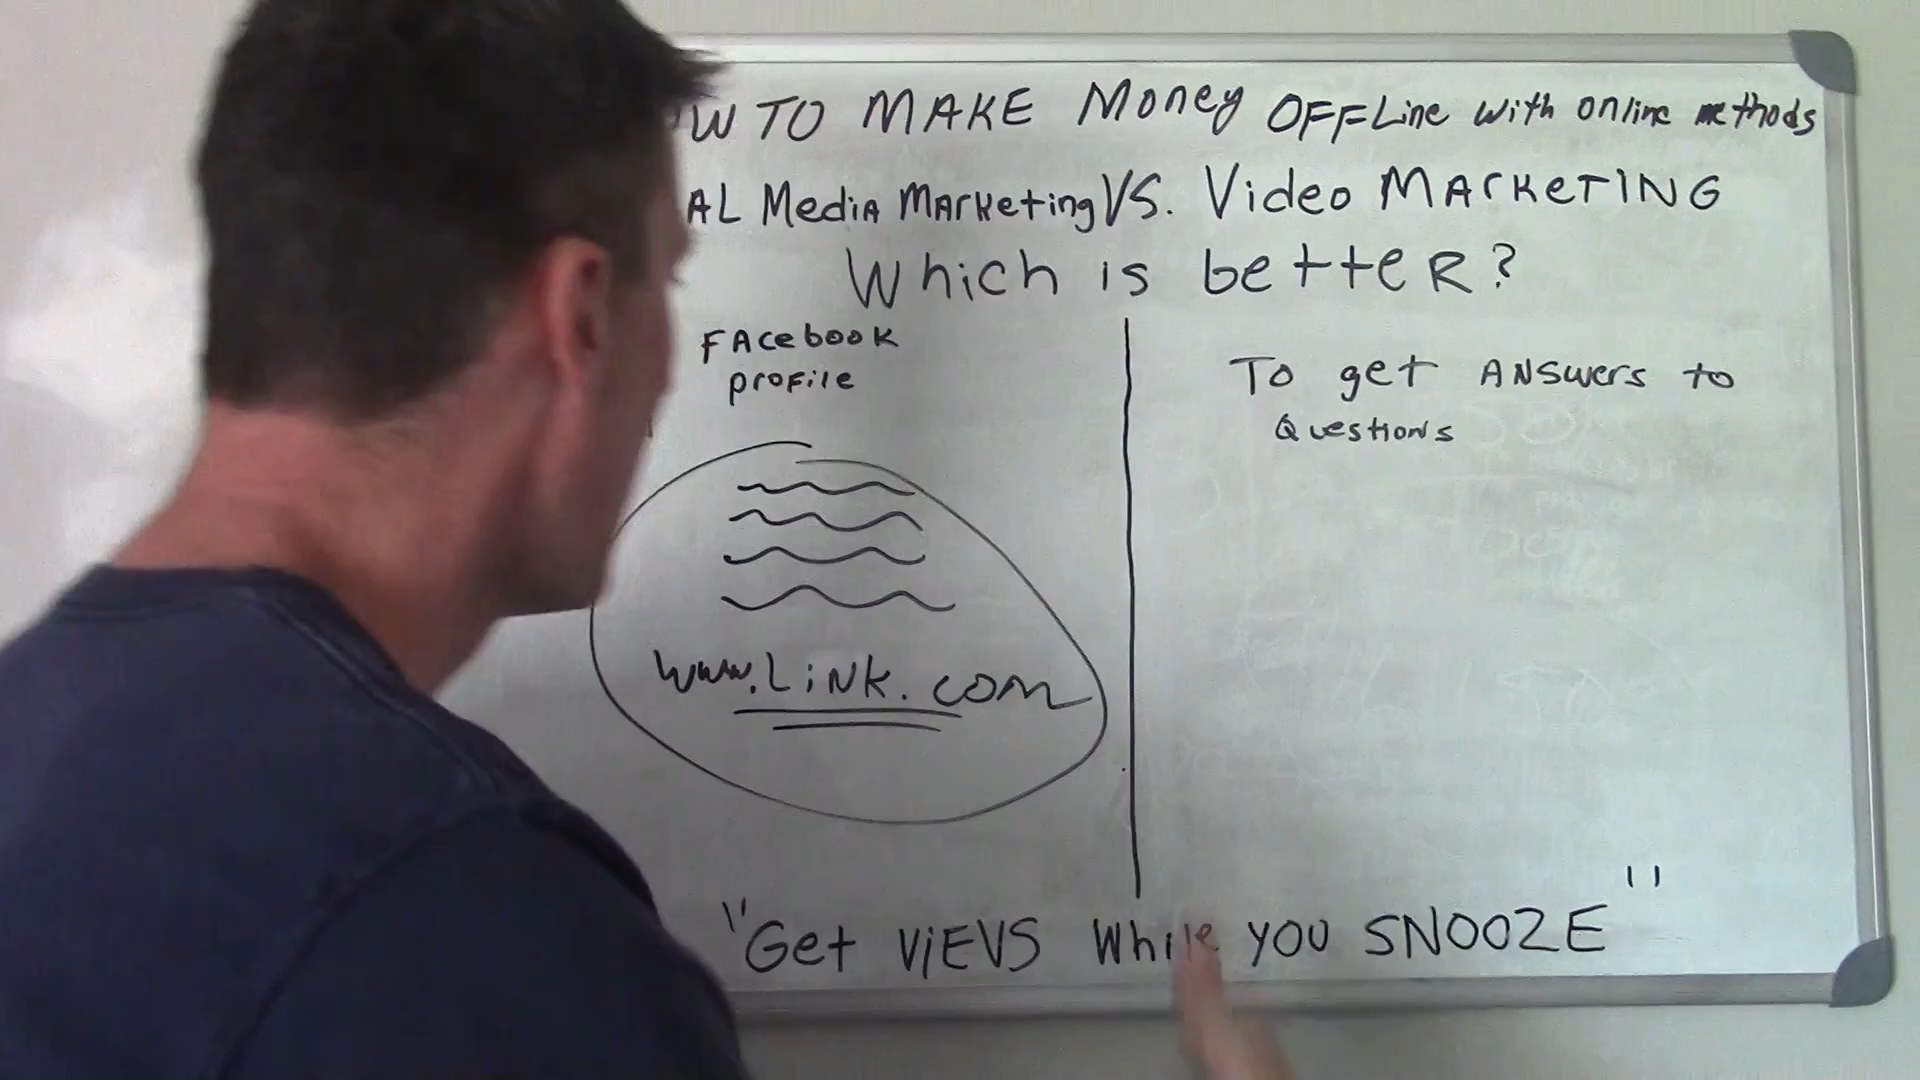 W TO MAKE Money OFFLine with online methods
AL Media Marketing VS. Video MARKETING
Which is betteR?
FAcebook
profile
www.LiNK.com
To get ANSwers to
Questions
"Get ViEVS While YOU SNOOZE"